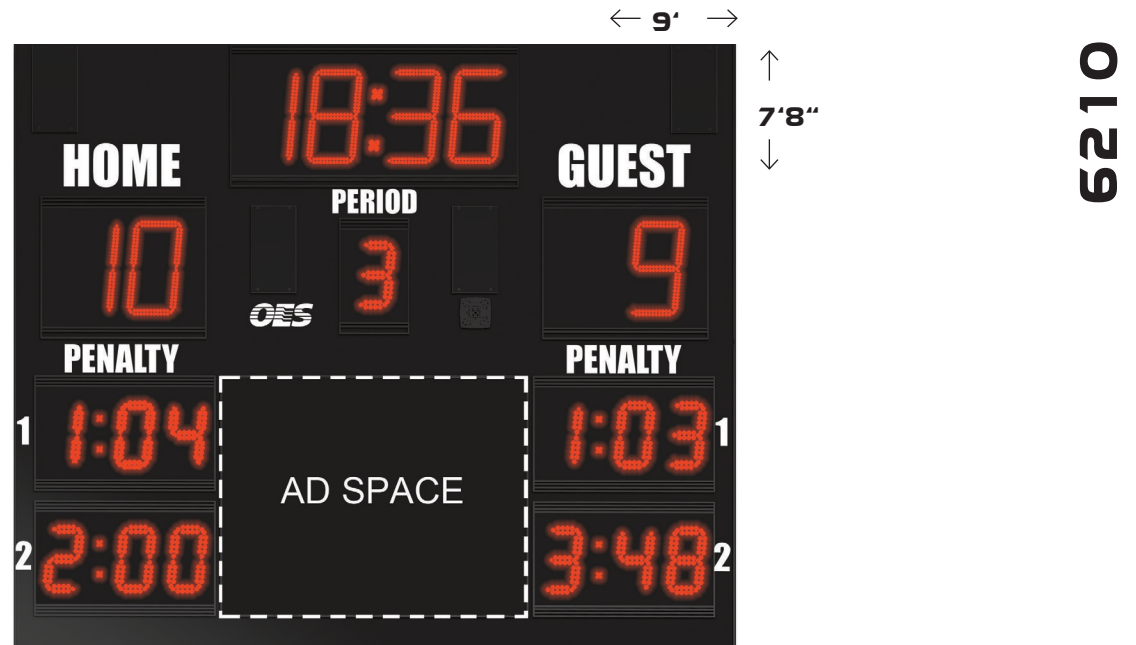 9‘
18:36
7‘8“
HOME
GUEST
PERIOD
10
3
9
OES
PENALTY
PENALTY
1
1:04
1:03
1
AD SPACE
2
2:00
3:48
2
6210